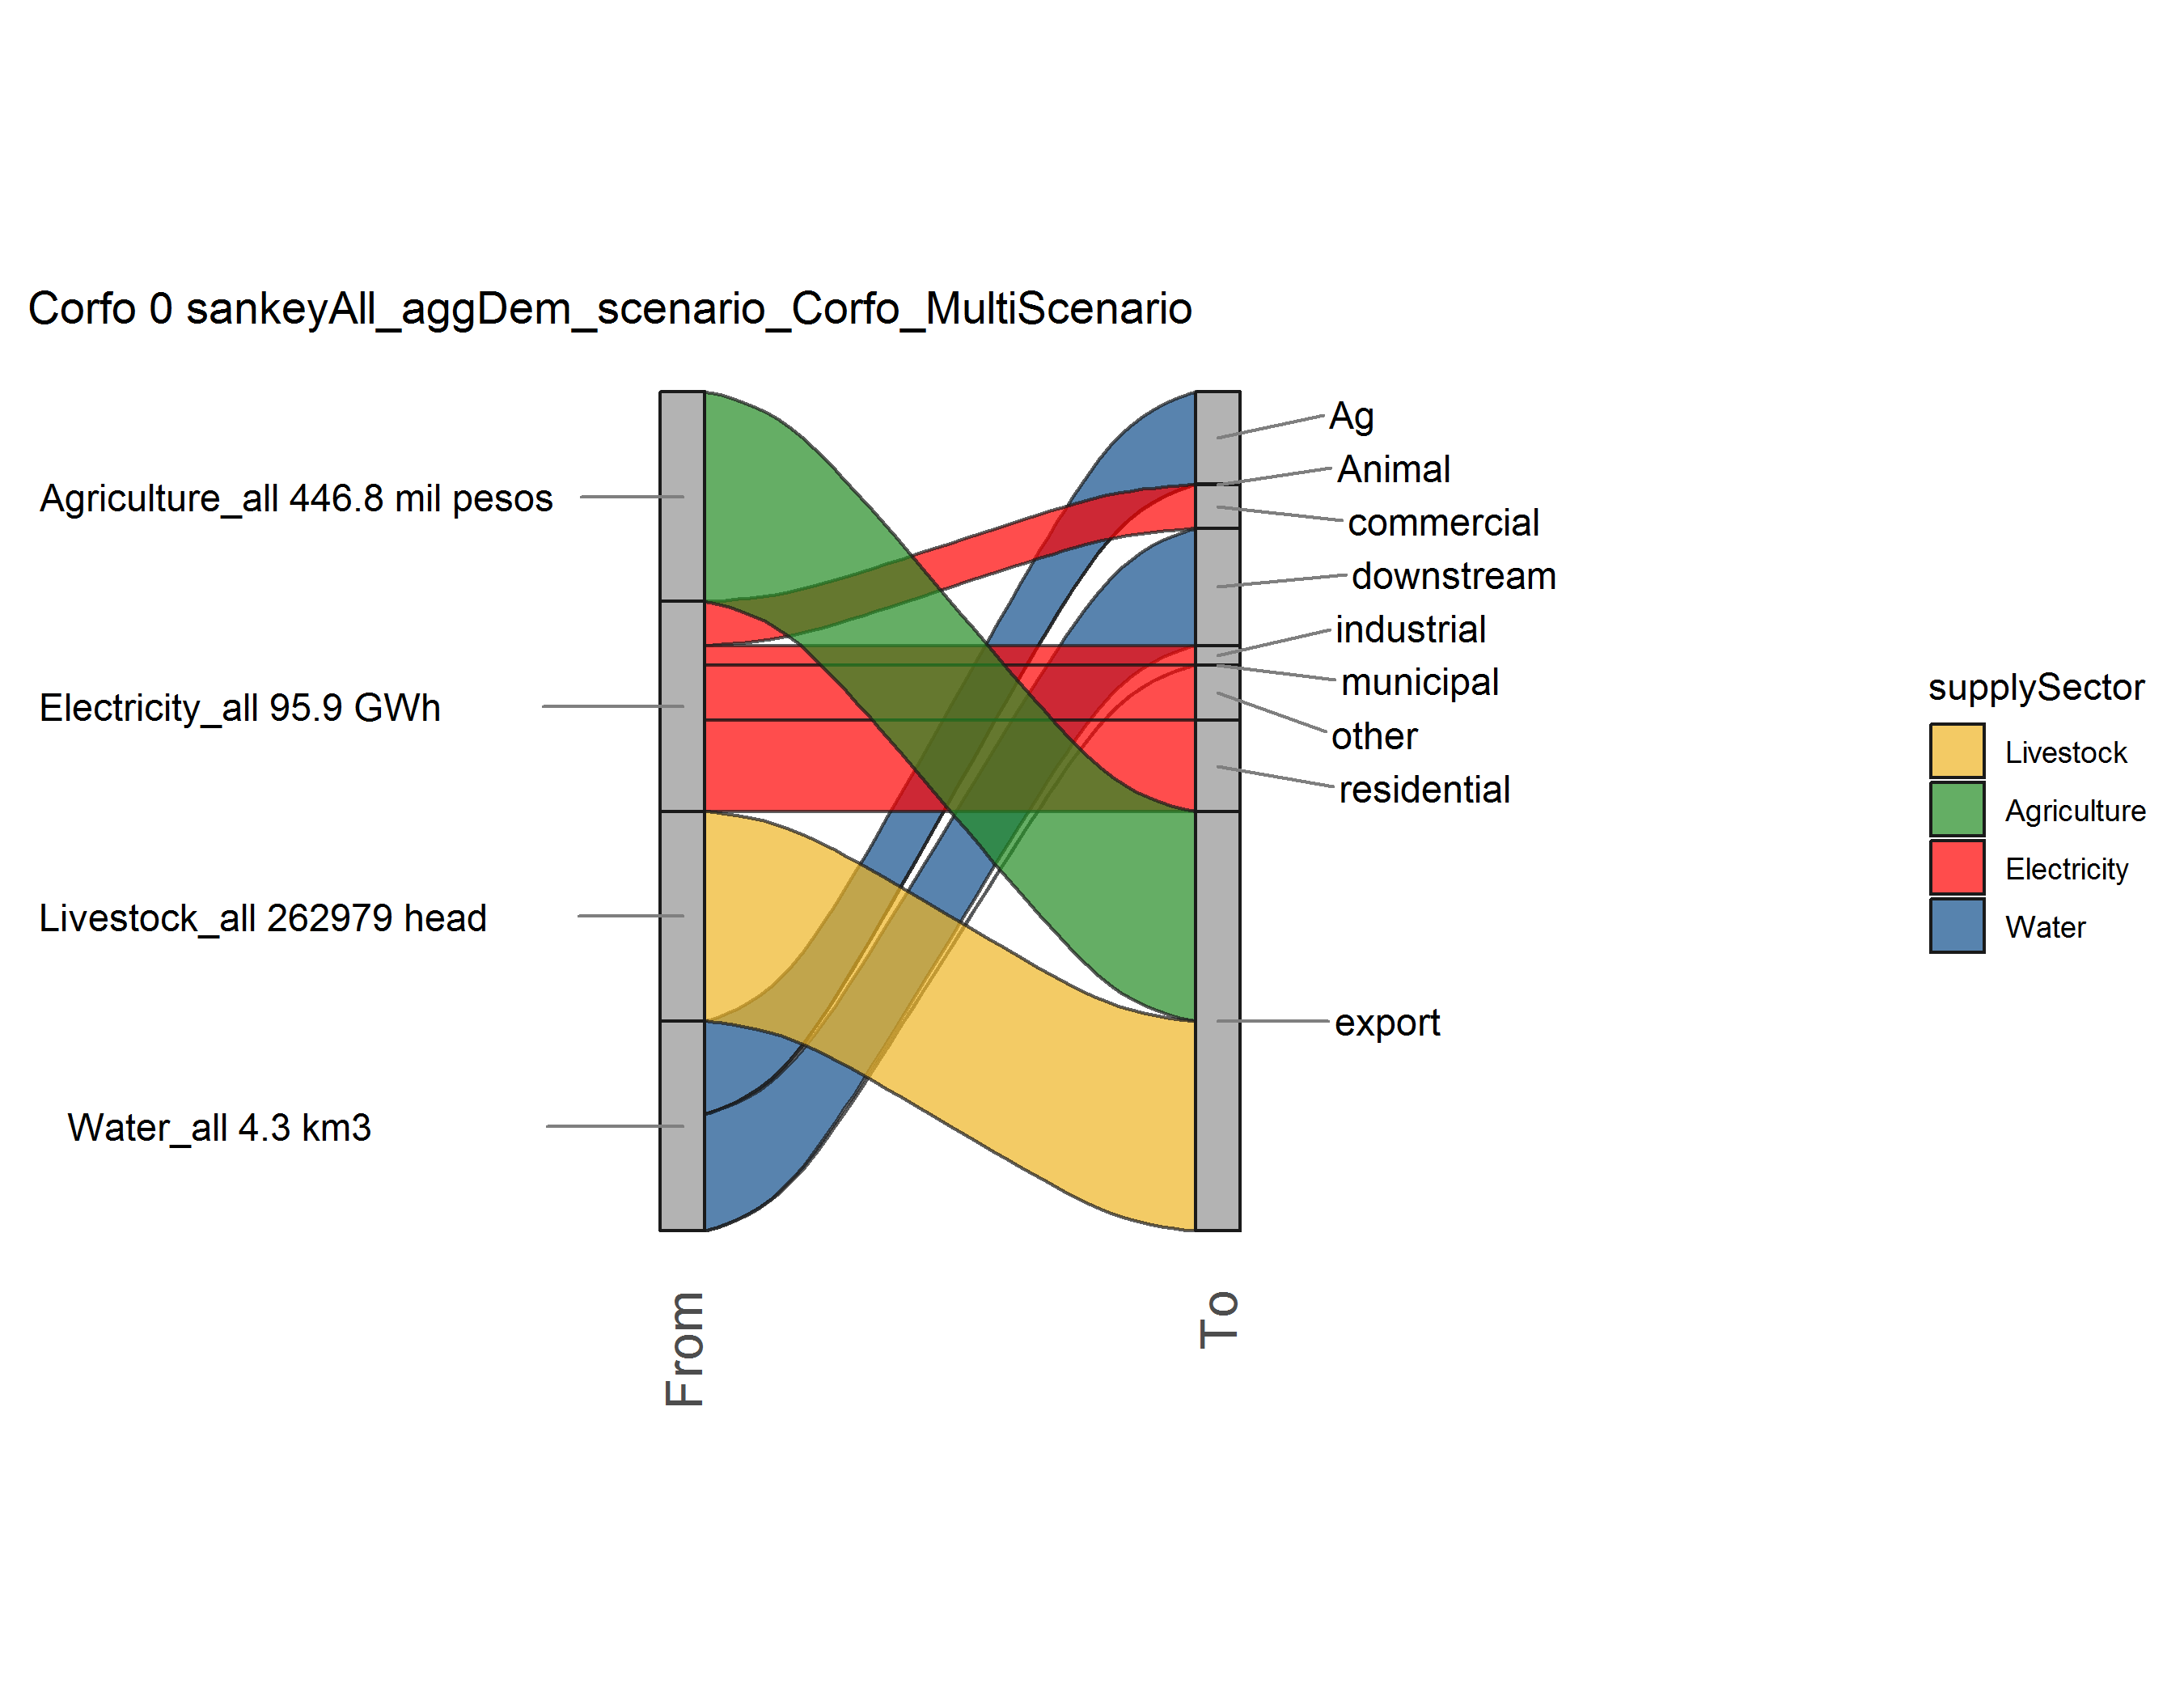 Corfo 0 sankeyAll_aggDem_scenario_Corfo_MultiScenario
Agriculture_all 446.8 mil pesos
Electricity_all 95.9 GWh
Livestock_all 262979 head
Water_all 4.3 km3
Ag
Animal
commercial
downstream
industrial
municipal
other
residential
export
From
To
supplySector
Livestock
Agriculture
Electricity
Water